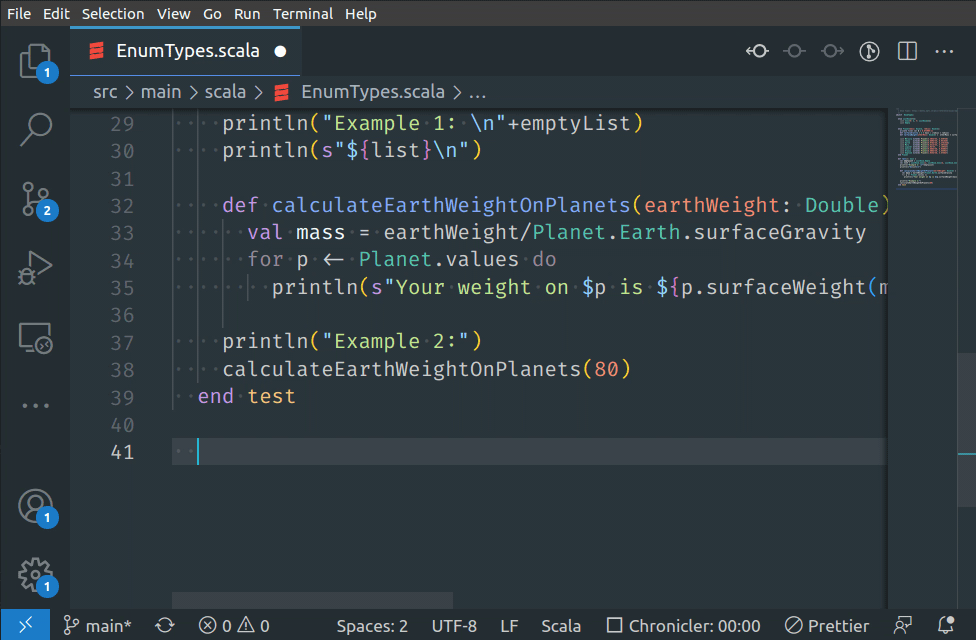 File Edit Selection View Go Run Terminal Help
EnumTypes.scala
src > main > scala > EnumTypes.scala > ...
29 println("Example 1: \n"+emptyList)
30 println(s"${list}\n")
31
32 def calculateEarthWeightOnPlanets(earthWeight: Double)
33 val mass = earthWeight/Planet.Earth.surfaceGravity
34 for p <- Planet.values do
35 println(s"Your weight on $p is ${p.surfaceWeight(m
36
37 println("Example 2:")
38 calculateEarthWeightOnPlanets(80)
39 end test
40
41
1
2
1
1
main* 0 0 Spaces: 2 UTF-8 LF Scala Chronicler: 00:00 Prettier